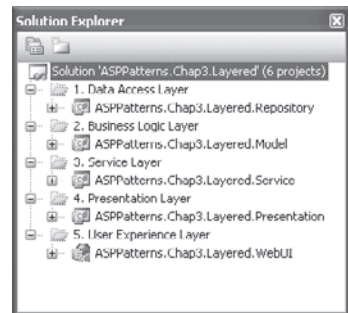 Solution Explorer
Solution 'ASPPatterns.Chap3.Layered' (6 projects)
1. Data Access Layer
ASPPatterns.Chap3.Layered.Repository
2. Business Logic Layer
ASPPatterns.Chap3.Layered.Model
3. Service Layer
ASPPatterns.Chap3.Layered.Service
4. Presentation Layer
ASPPatterns.Chap3.Layered.Presentation
5. User Experience Layer
ASPPatterns.Chap3.Layered.WebUI